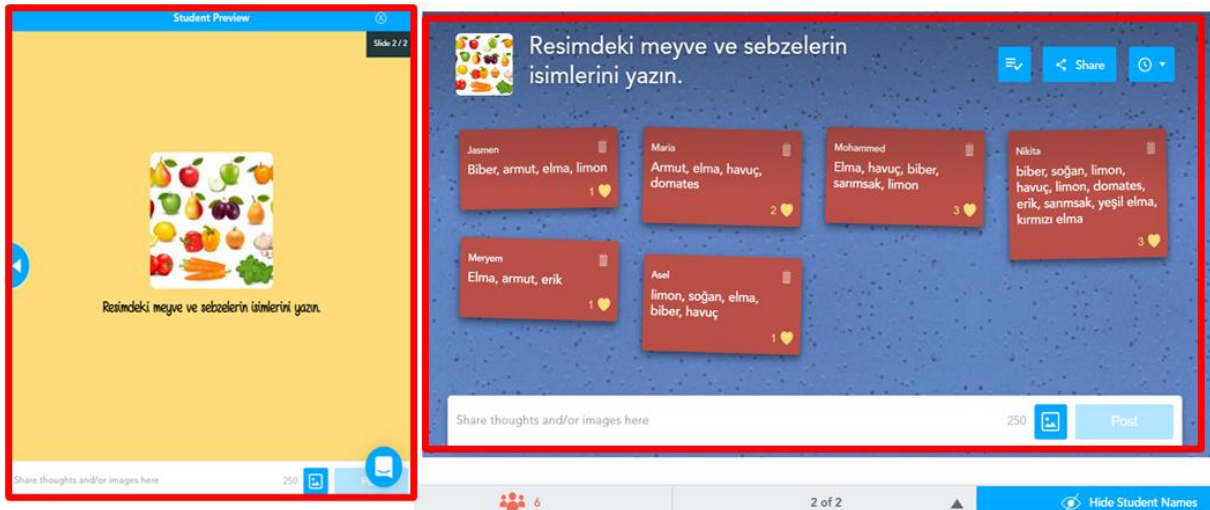 Student Preview
Slide 2 / 2
Resimdeki meyve ve sebzelerin isimlerini yazın.
Share thoughts and/or images here
250
Resimdeki meyve ve sebzelerin
isimlerini yazın.
Share
Jasmen
Biber, armut, elma, limon
1
Maria
Armut, elma, havuç,
domates
2
Mohammed
Elma, havuç, biber,
sarımsak, limon
3
Nikita
biber, soğan, limon,
havuç, limon, domates,
erik, sarımsak, yeşil elma,
kırmızı elma
3
Meryem
Elma, armut, erik
1
Asel
limon, soğan, elma,
biber, havuç
1
Share thoughts and/or images here
250
Post
6
2 of 2
Hide Student Names